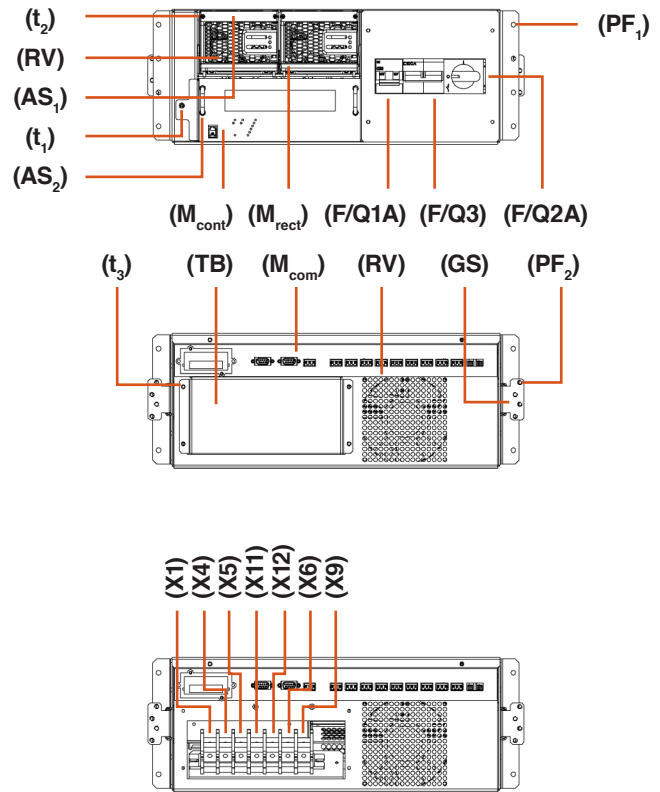 (t2)
(PF1)
(RV)
(AS1)
(t1)
(AS2)
(Mcont) (Mrect) (F/Q1A) (F/Q3) (F/Q2A)
(t3) (TB) (Mcom) (RV) (GS) (PF2)
(X1) (X4) (X5) (X11) (X12) (X6) (X9)